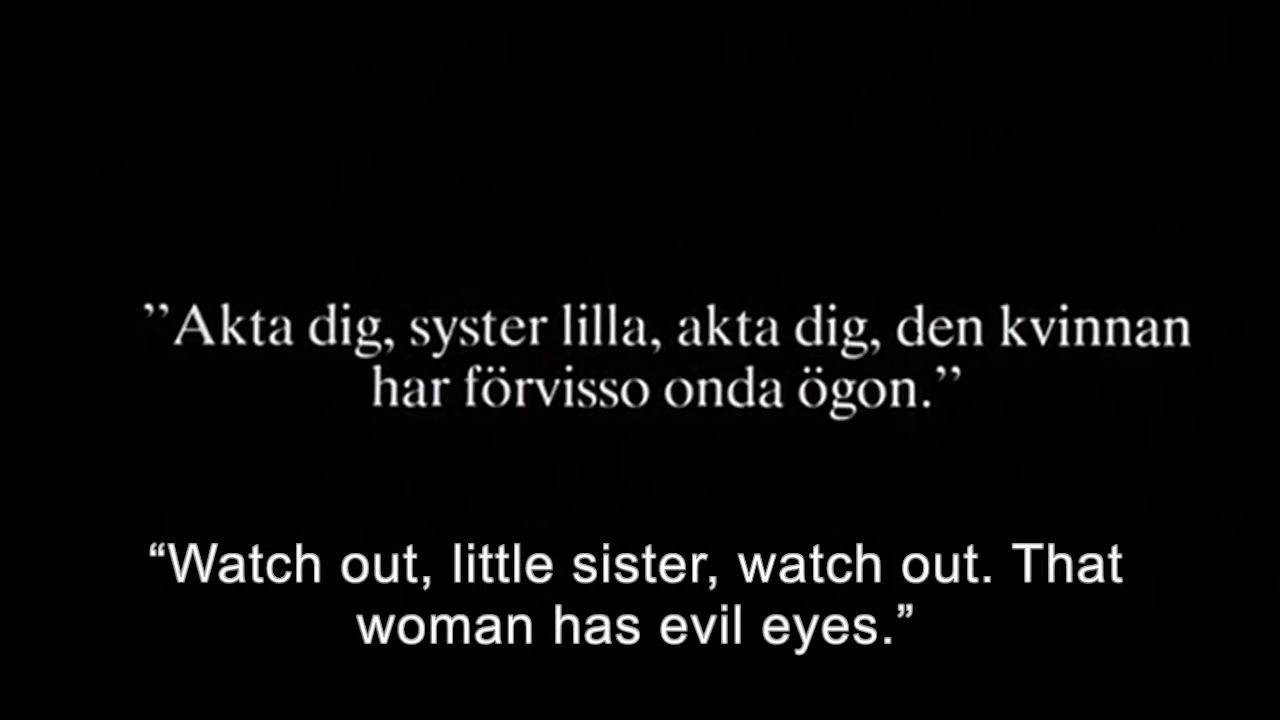 ”Akta dig, syster lilla, akta dig, den kvinnan
har förvisso onda ögon.”
“Watch out, little sister, watch out. That
woman has evil eyes.”